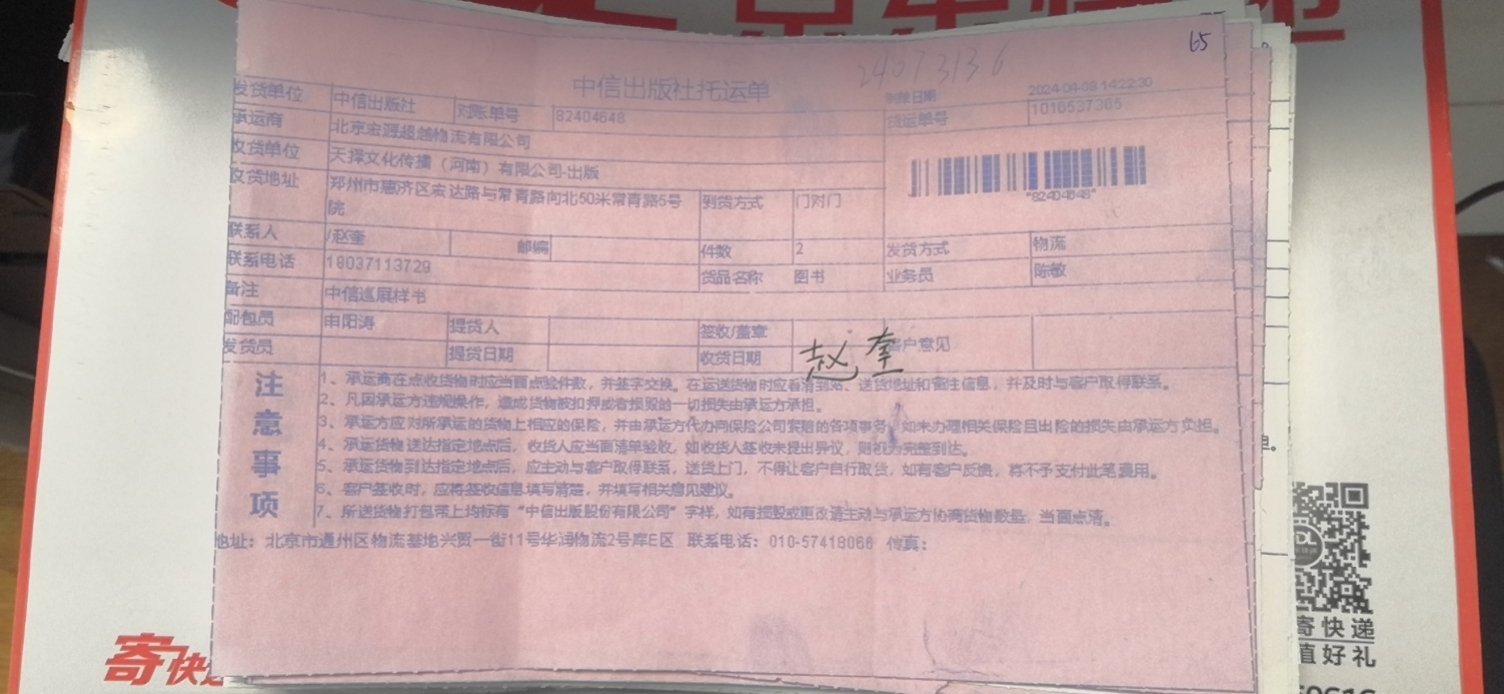 65
24073136
中信出版社托运单
制单日期 2024-04-08 14:22:30
发货单位 中信出版社 对账单号 82404648 货运单号 1016537365
承运商 北京宏源超越物流有限公司
收货单位 天择文化传播(河南)有限公司-出版
收货地址 郑州市惠济区宏达路与常青路向北50米常青路5号院 到货方式 门对门
*82404648*
联系人 /赵奎 邮编 件数 2 发货方式 物流
联系电话 18037113729 货品名称 图书 业务员 陈敏
备注 中信巡展样书
配包员 申阳涛 提货人 签收/盖章 赵奎 客户意见
发货员 提货日期 收货日期
注意事项
1、承运商在点收货物时应当面点验件数,并签字交换。在运送货物时应看清到站、送货地址和备注信息,并及时与客户取得联系。
2、凡因承运方违规操作,造成货物被扣押或者损毁的一切损失由承运方承担。
3、承运方应对所承运的货物上相应的保险,并由承运方代办向保险公司索赔的各项事务,如未办理相关保险且出险的损失由承运方负担。
4、承运货物送达指定地点后,收货人应当面清单验收,如收货人签收未提出异议,则视为完整到达。
5、承运货物到达指定地点后,应主动与客户取得联系,送货上门,不得让客户自行取货,如有客户反馈,将不予支付此笔费用。
6、客户签收时,应将签收信息填写清楚,并填写相关意见建议。
7、所送货物打包带上均标有“中信出版股份有限公司”字样,如有损毁或更改请主动与承运方协商货物数量,当面点清。
地址:北京市通州区物流基地兴贸一街11号华润物流2号库E区 联系电话:010-57418066 传真:
寄快递
寄快递
值好礼